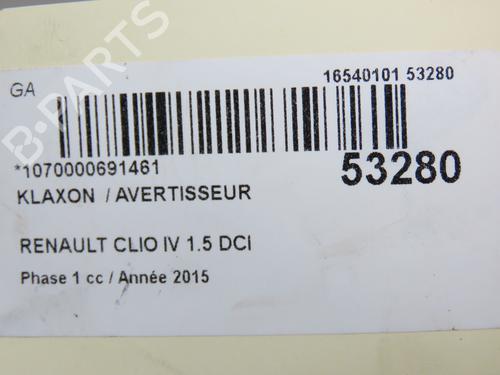 GA
16540101 53280
*1070000691461
53280
KLAXON / AVERTISSEUR
RENAULT CLIO IV 1.5 DCI
Phase 1 cc / Année 2015
B-PARTS